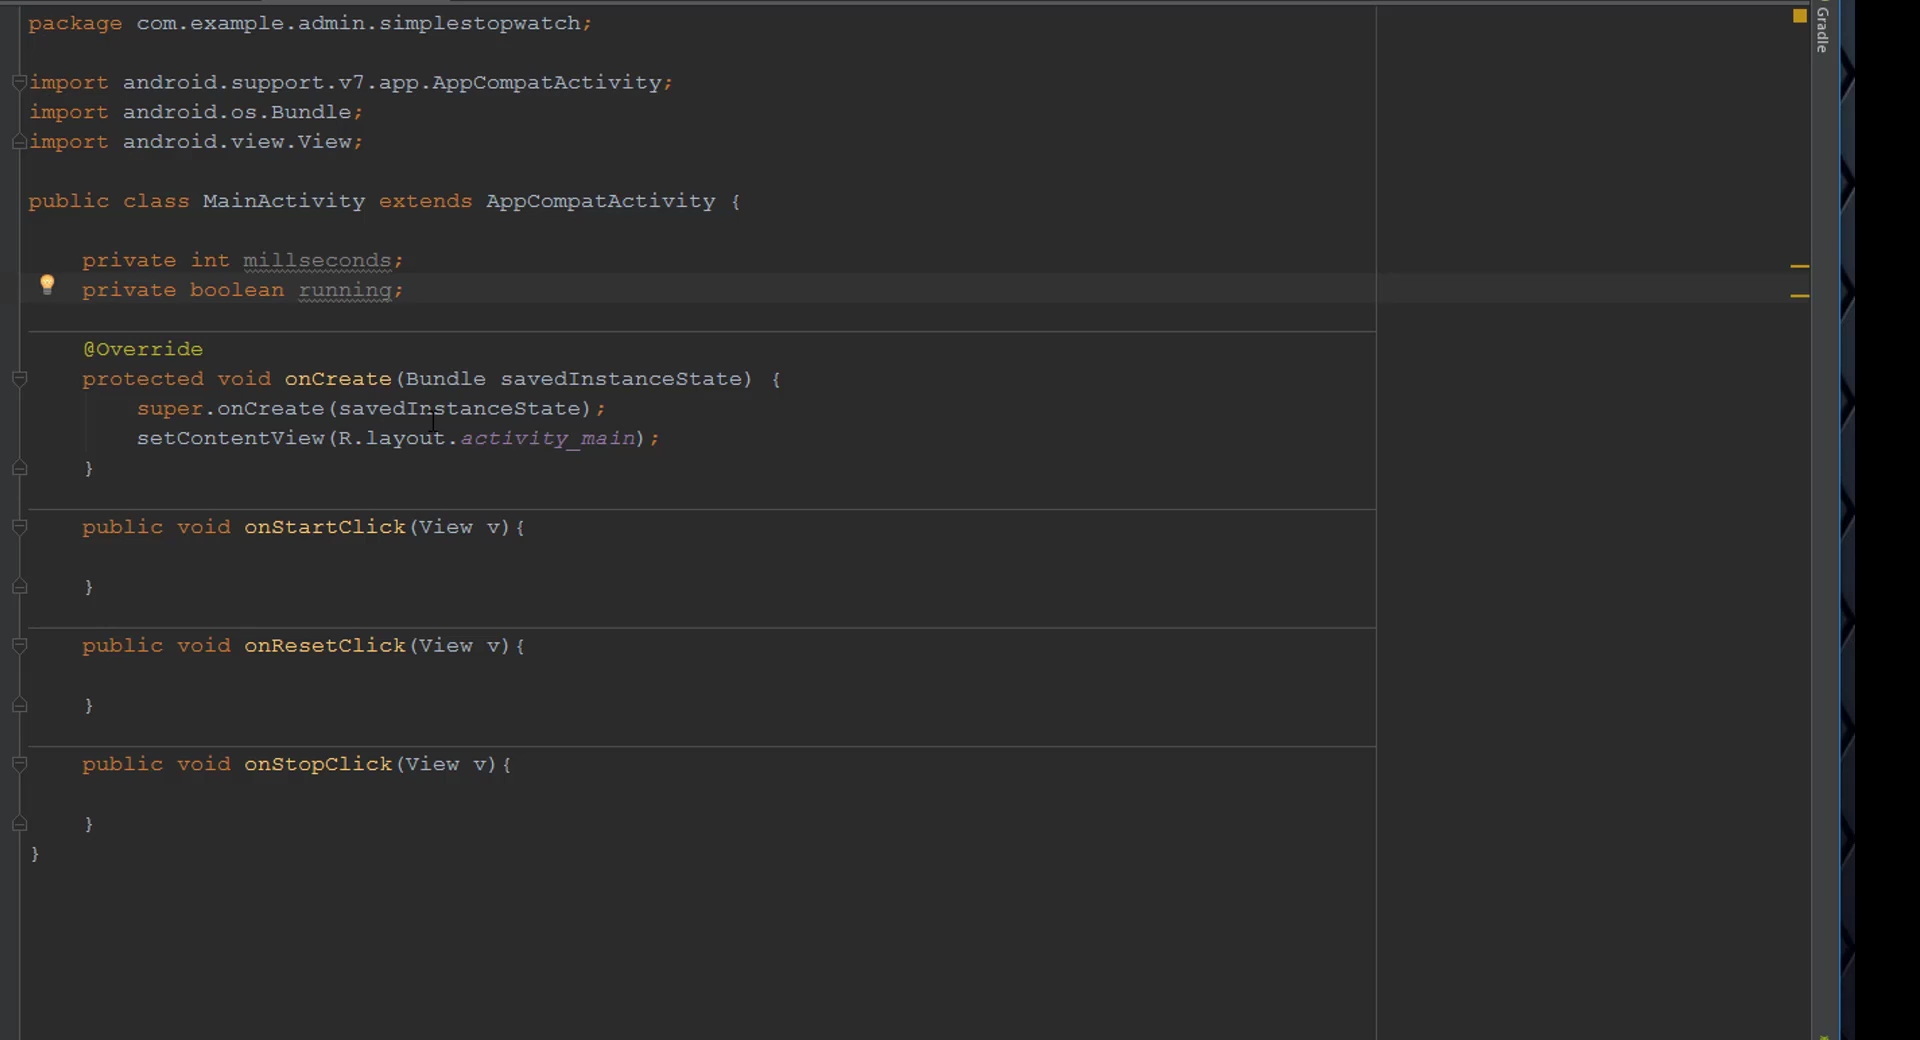 package com.example.admin.simplestopwatch;
import android.support.v7.app.AppCompatActivity;
import android.os.Bundle;
import android.view.View;
public class MainActivity extends AppCompatActivity {
private int millseconds;
private boolean running;
@Override
protected void onCreate(Bundle savedInstanceState) {
super.onCreate(savedInstanceState);
setContentView(R.layout.activity_main);
}
public void onStartClick(View v){
}
public void onResetClick(View v){
}
public void onStopClick(View v){
}
}
Gradle